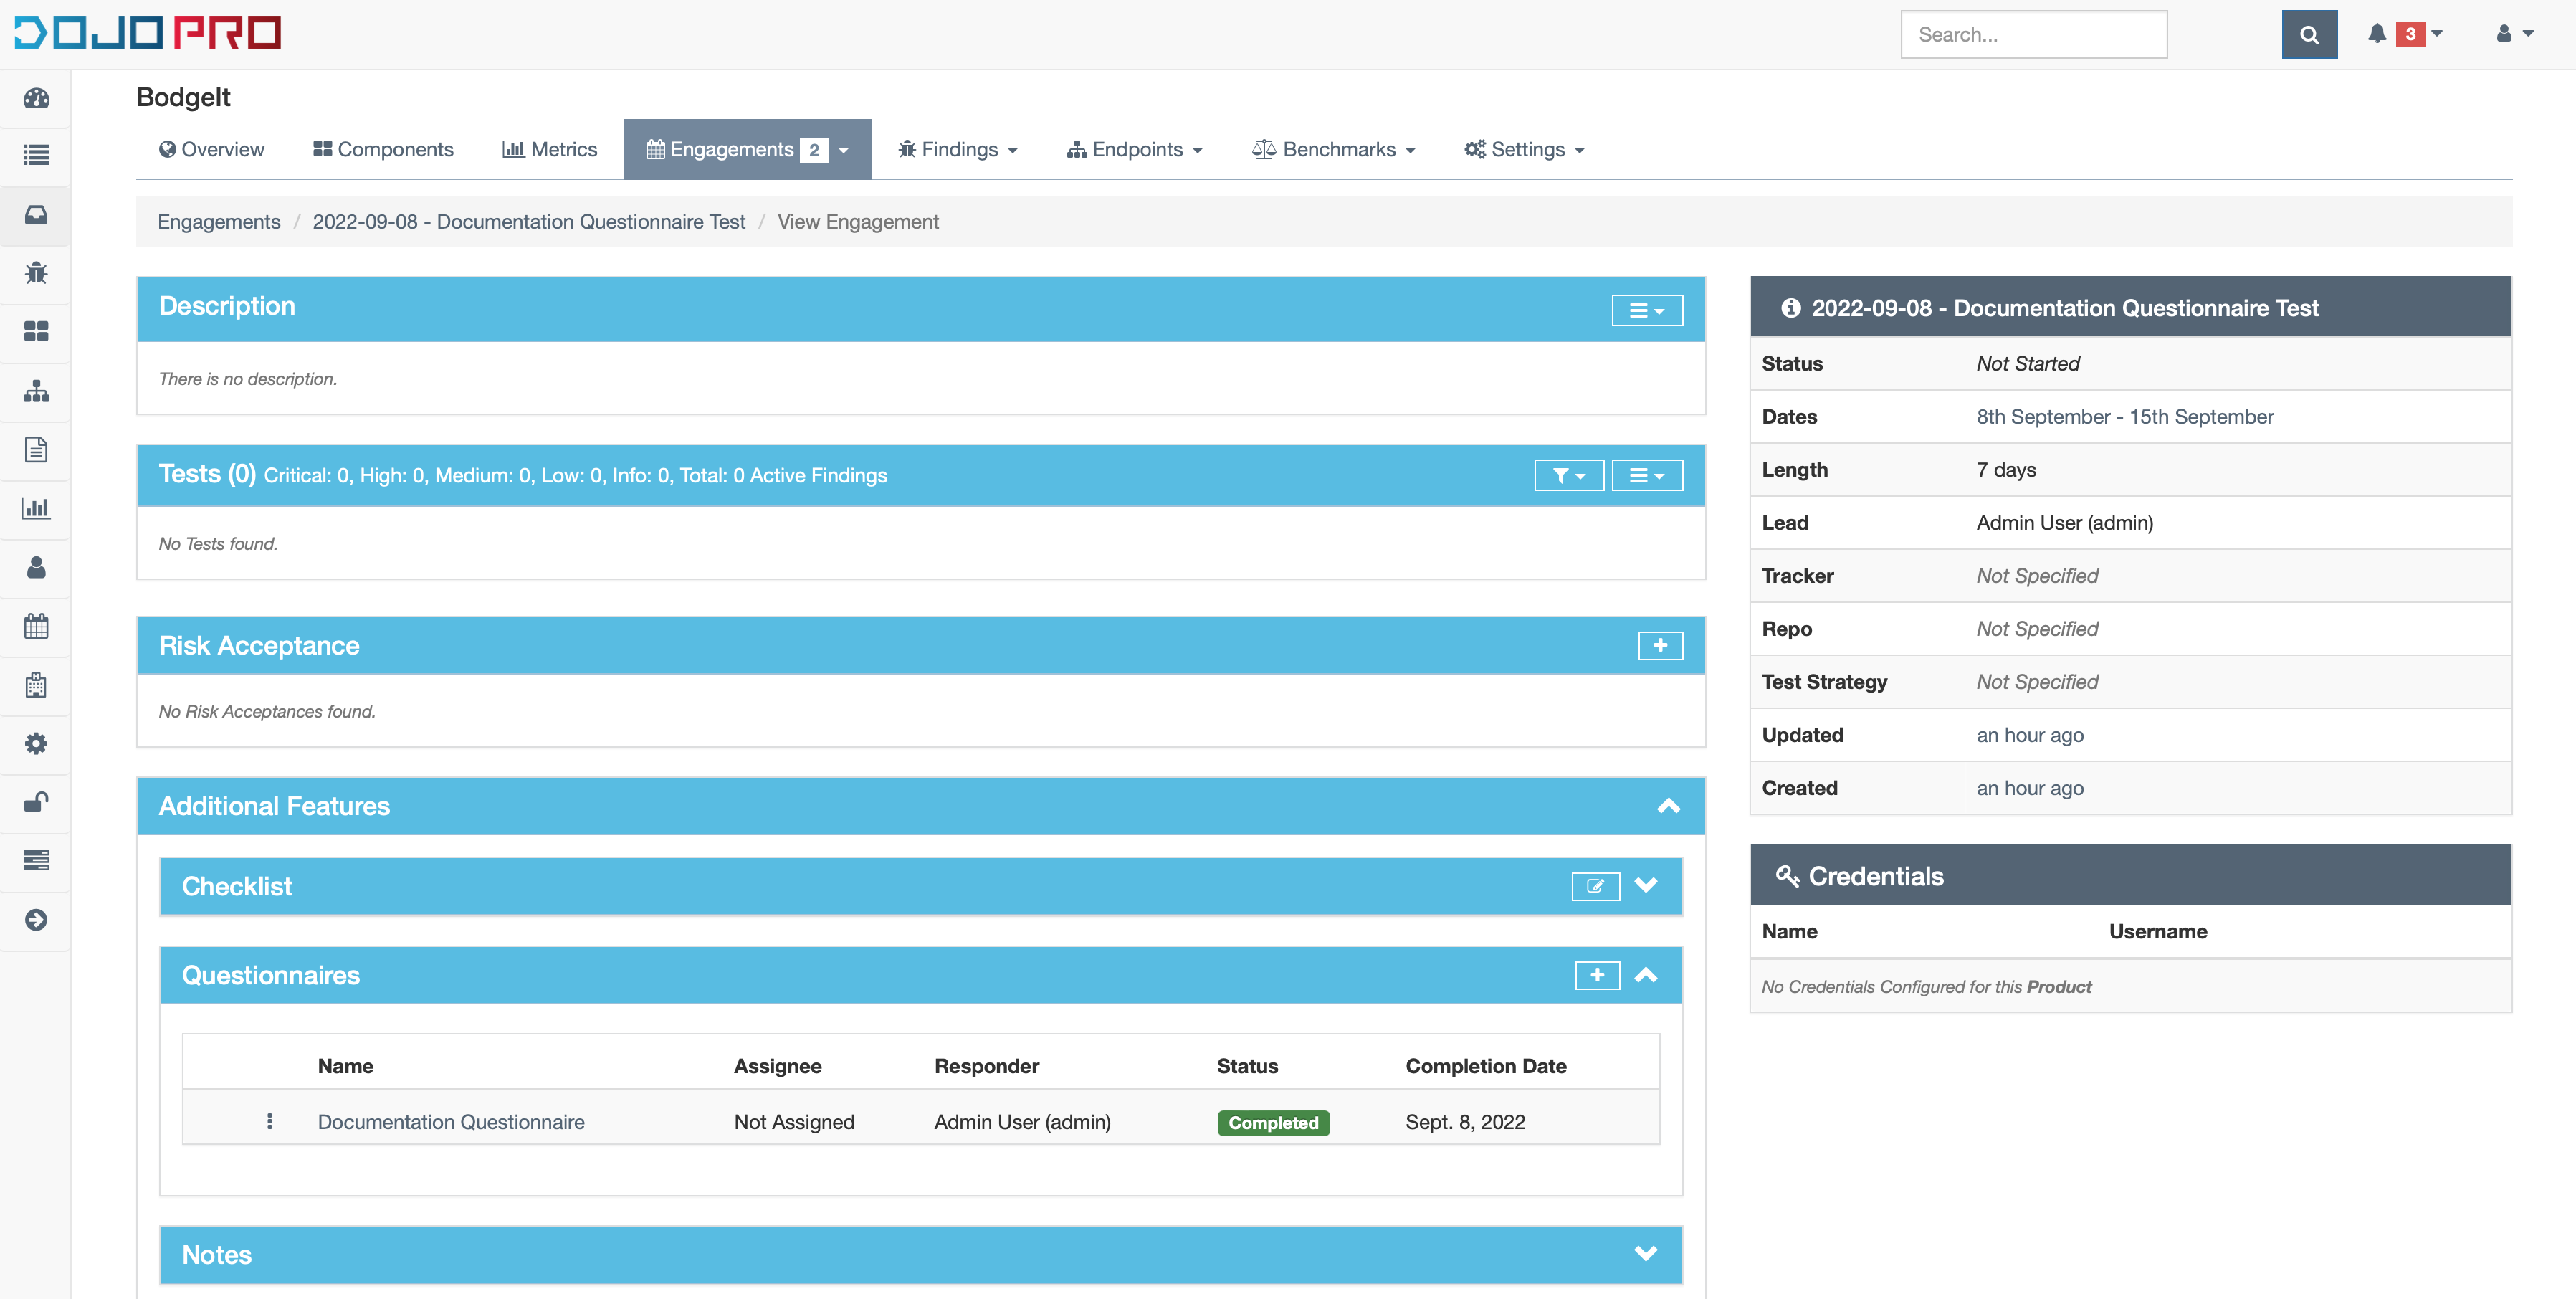 DOJO PRO
Search...
3
BodgeIt
Overview
Components
Metrics
Engagements 2
Findings
Endpoints
Benchmarks
Settings
Engagements / 2022-09-08 - Documentation Questionnaire Test / View Engagement
Description
There is no description.
Tests (0) Critical: 0, High: 0, Medium: 0, Low: 0, Info: 0, Total: 0 Active Findings
No Tests found.
Risk Acceptance
No Risk Acceptances found.
Additional Features
Checklist
Questionnaires
Name Assignee Responder Status Completion Date
Documentation Questionnaire Not Assigned Admin User (admin) Completed Sept. 8, 2022
Notes
2022-09-08 - Documentation Questionnaire Test
Status Not Started
Dates 8th September - 15th September
Length 7 days
Lead Admin User (admin)
Tracker Not Specified
Repo Not Specified
Test Strategy Not Specified
Updated an hour ago
Created an hour ago
Credentials
Name Username
No Credentials Configured for this Product